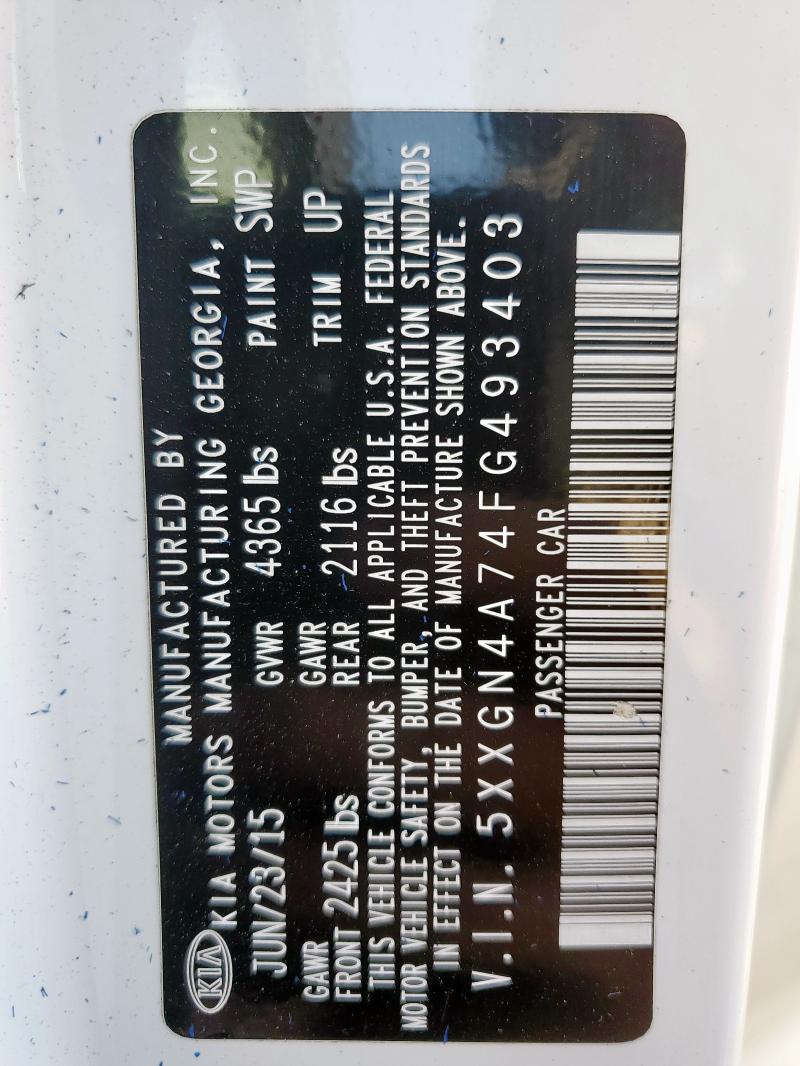 MANUFACTURED BY
KIA KIA MOTORS MANUFACTURING GEORGIA, INC.
JUN/23/15 GVWR 4365 lbs PAINT SWP
GAWR GAWR
FRONT 2425 lbs REAR 2116 lbs TRIM UP
THIS VEHICLE CONFORMS TO ALL APPLICABLE U.S.A. FEDERAL
MOTOR VEHICLE SAFETY, BUMPER, AND THEFT PREVENTION STANDARDS
IN EFFECT ON THE DATE OF MANUFACTURE SHOWN ABOVE.
V.I.N. 5XXGN4A74FG493403
PASSENGER CAR